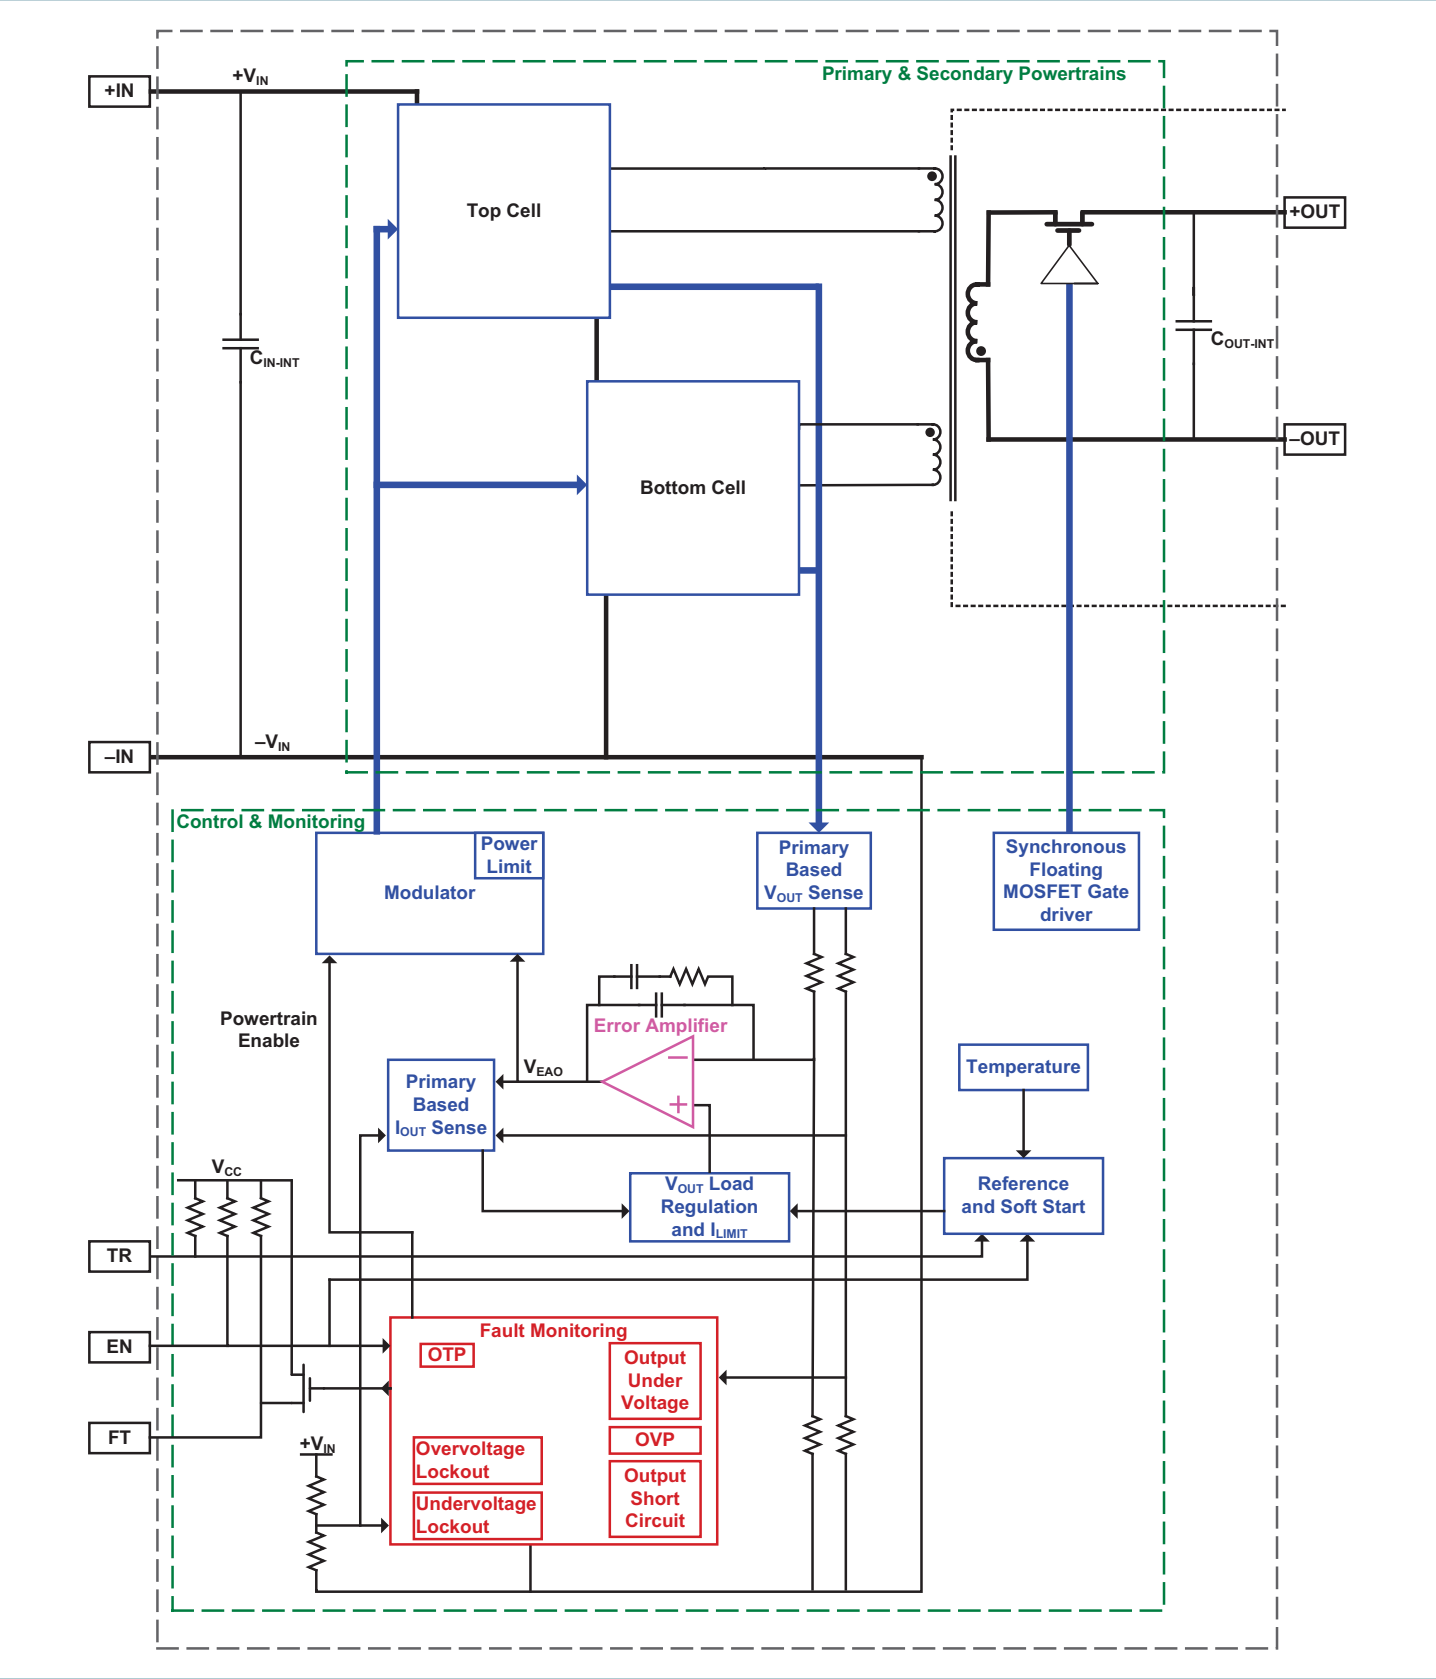 +VIN
Primary & Secondary Powertrains
+IN
Top Cell
+OUT
CIN-INT
COUT-INT
–OUT
Bottom Cell
–VIN
–IN
Control & Monitoring
Power
Limit
Modulator
Primary
Based
VOUT Sense
Synchronous
Floating
MOSFET Gate
driver
Powertrain
Enable
Error Amplifier
–
+
VEAO
Primary
Based
IOUT Sense
Temperature
VCC
VOUT Load
Regulation
and ILIMIT
Reference
and Soft Start
TR
EN
FT
Fault Monitoring
OTP
Output
Under
Voltage
OVP
+VIN
Overvoltage
Lockout
Undervoltage
Lockout
Output
Short
Circuit